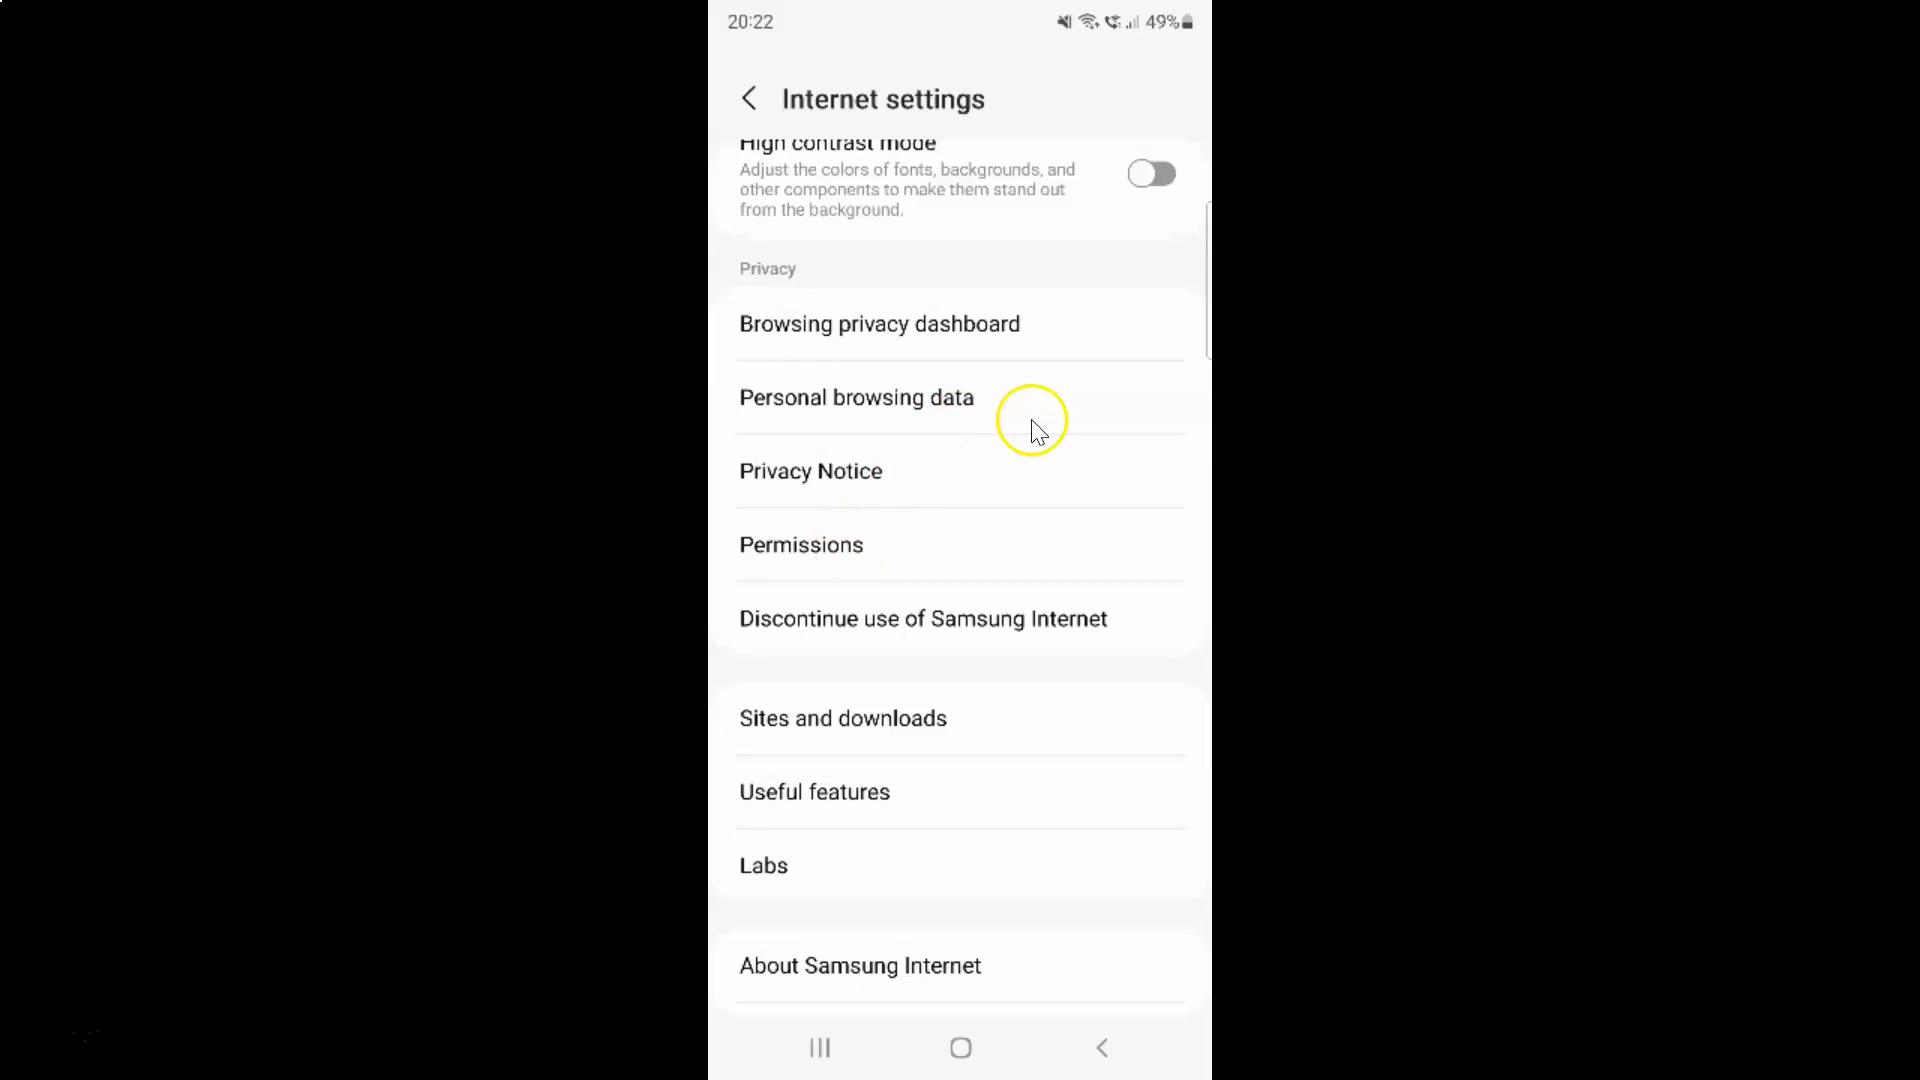 20:22
49%
Internet settings
High contrast mode
Adjust the colors of fonts, backgrounds, and
other components to make them stand out
from the background.
Privacy
Browsing privacy dashboard
Personal browsing data
Privacy Notice
Permissions
Discontinue use of Samsung Internet
Sites and downloads
Useful features
Labs
About Samsung Internet